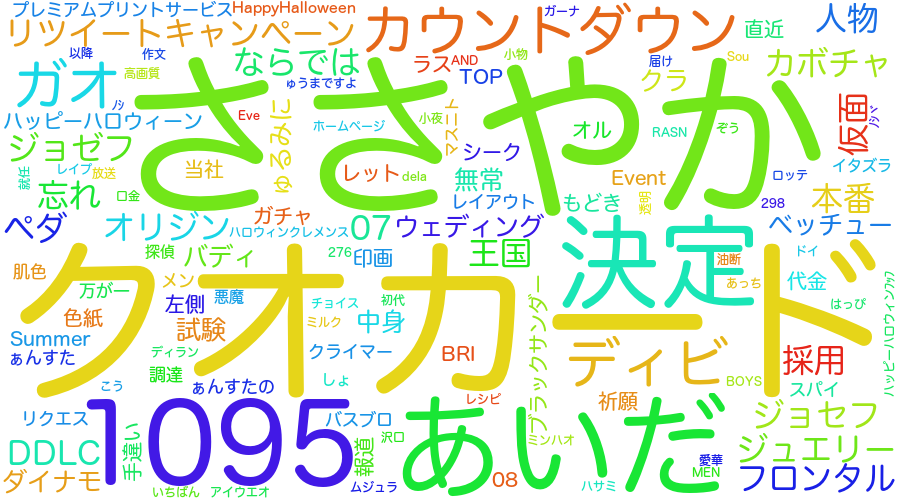 プレミアムプリントサービス
HappyHalloween
ガーナ
人物
リツイートキャンペーン
カウントダウン
直近
以降
作文
ならでは
ラス
AND
小物
届け
Sou
カボチャ
ガオ
高画質
ゅうまですよ
TOP
クラ
ささやか
ハッピーハロウィーン
Eve
ゅるみに
ホームページ
小夜
マスニト
オル
RASN
ぞう
仮面
ジョゼフ
シーク
イタズラ
就任
レイプ
放送
当社
レット
dela
無常
Event
ロッテ
忘れ
口金
レイアウト
もどき
透明
298
本番
ペダ
オリジン
ガチャ
ハロウィンクレメンス
07
ウェディング
ベッチュー
探偵
バディ
276
印画
王国
決定
油断
ドイ
肌色
万が一
メン
あっち
代金
クオカード
左側
悪魔
チョイス
初代
はっぴ
色紙
試験
ミルク
中身
ブラックサンダー
ハッピーハロウィンアップ
Summer
ぁんすた
ディラン
クライマー
BRI
ディビ
採用
調達
こう
ぁんすたの
しょ
BOYS
スパイ
レシピ
祈願
リクエス
1095
バスブロ
あいだ
ジョセフ
手違い
沢口
ミンハオ
DDLC
報道
愛華
ジュエリー
ダイナモ
MEN
08
フロンタル
いちばん
アイウエオ
ムジュラ
ハサミ